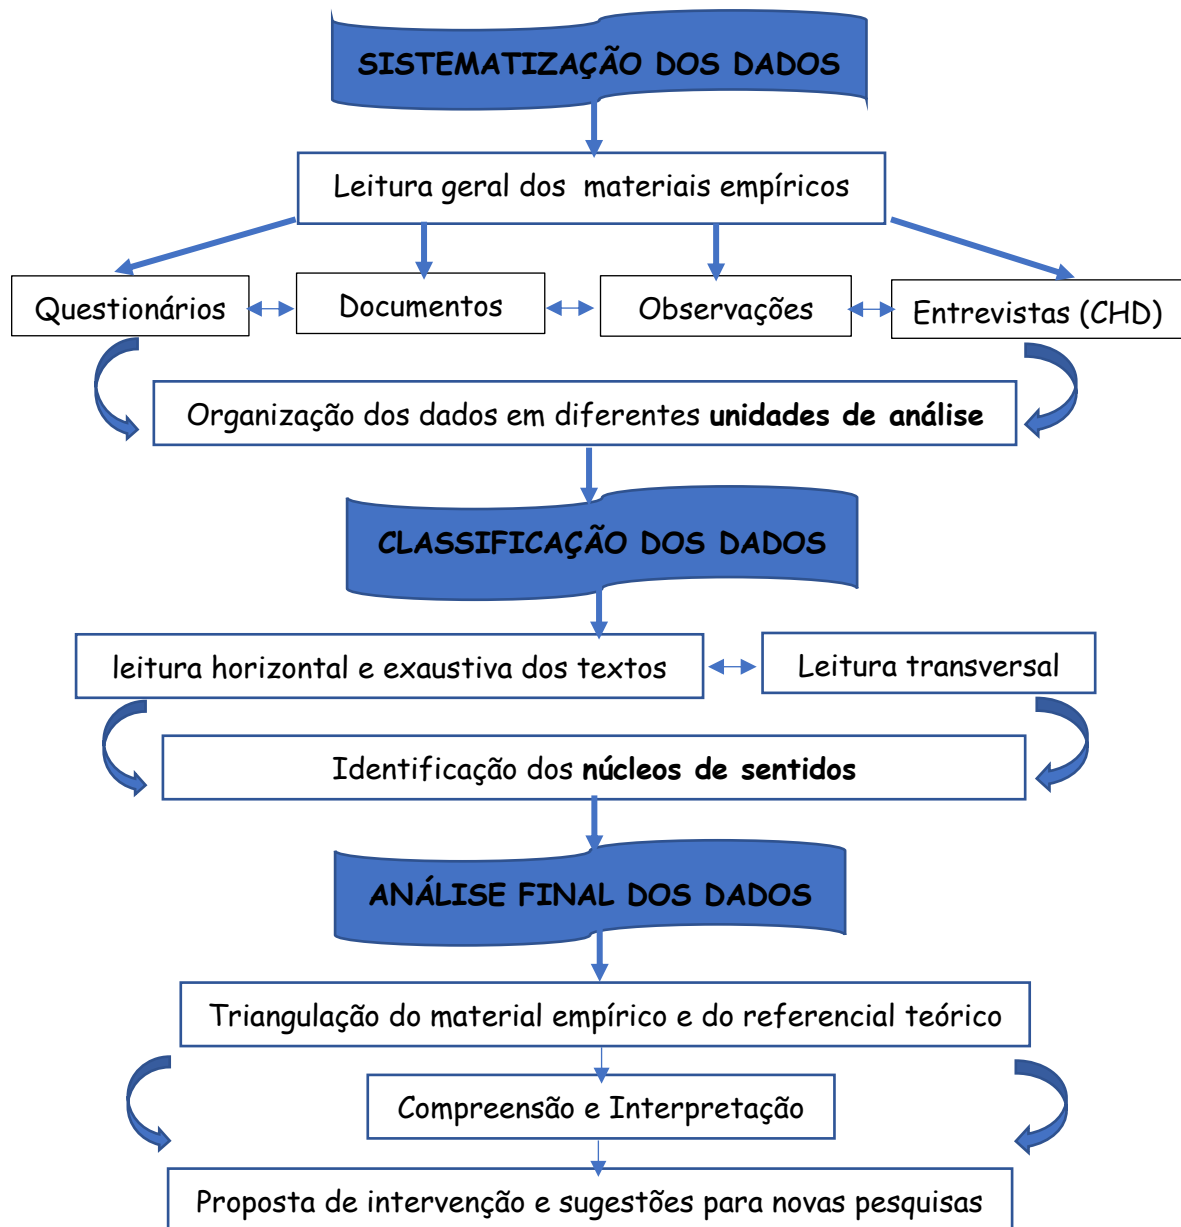 SISTEMATIZAÇÃO DOS DADOS
Leitura geral dos materiais empíricos
Questionários
Documentos
Observações
Entrevistas (CHD)
Organização dos dados em diferentes unidades de análise
CLASSIFICAÇÃO DOS DADOS
leitura horizontal e exaustiva dos textos
Leitura transversal
Identificação dos núcleos de sentidos
ANÁLISE FINAL DOS DADOS
Triangulação do material empírico e do referencial teórico
Compreensão e Interpretação
Proposta de intervenção e sugestões para novas pesquisas